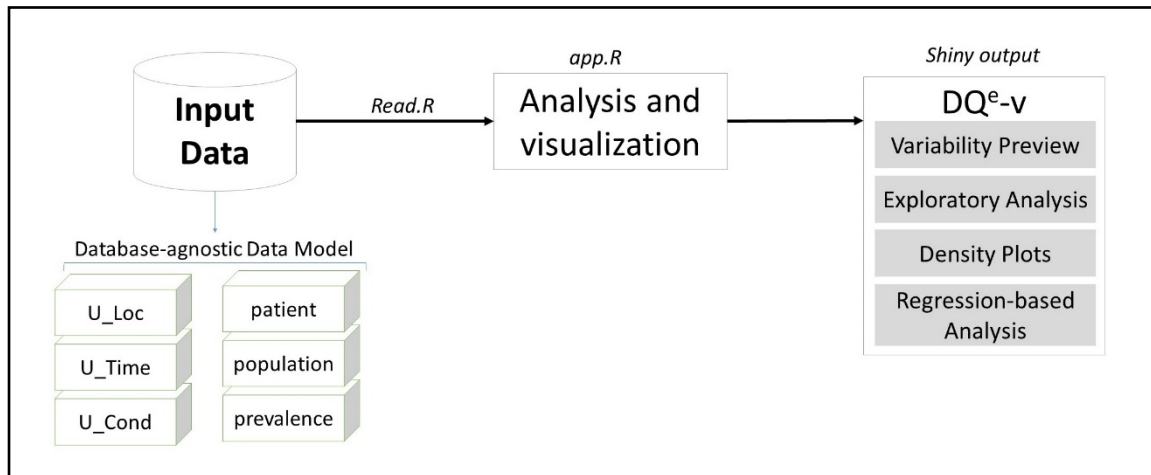 Input
Data
Read.R
app.R
Analysis and
visualization
Shiny output
DQᵉ-v
Variability Preview
Exploratory Analysis
Density Plots
Regression-based
Analysis
Database-agnostic Data Model
U_Loc
patient
U_Time
population
U_Cond
prevalence